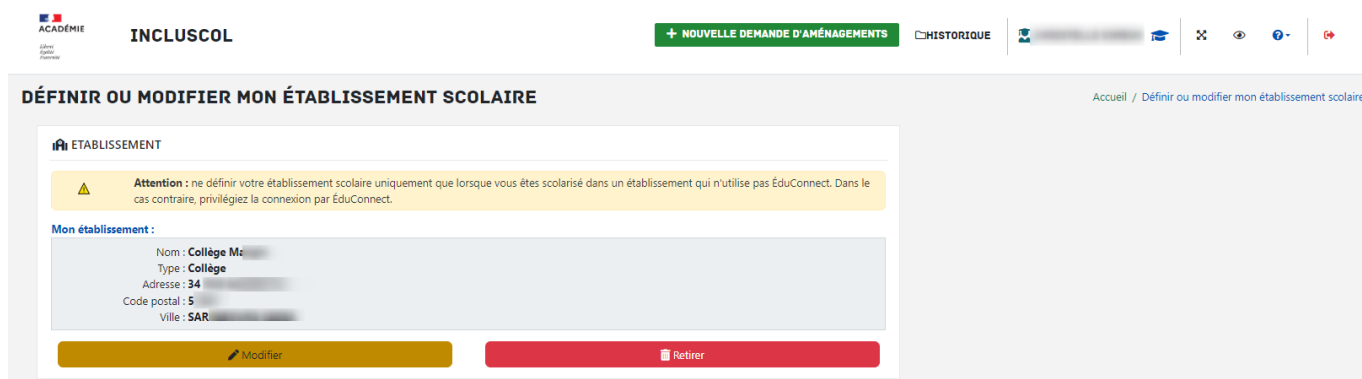 ACADÉMIE
Liberté
Égalité
Fraternité
INCLUSCOL
+ NOUVELLE DEMANDE D'AMÉNAGEMENTS
HISTORIQUE
DÉFINIR OU MODIFIER MON ÉTABLISSEMENT SCOLAIRE
Accueil / Définir ou modifier mon établissement scolaire
ETABLISSEMENT
Attention : ne définir votre établissement scolaire uniquement que lorsque vous êtes scolarisé dans un établissement qui n'utilise pas ÉduConnect. Dans le
cas contraire, privilégiez la connexion par ÉduConnect.
Mon établissement :
Nom : Collège
Type : Collège
Adresse : 34
Code postal : 5
Ville : SAR
Modifier
Retirer